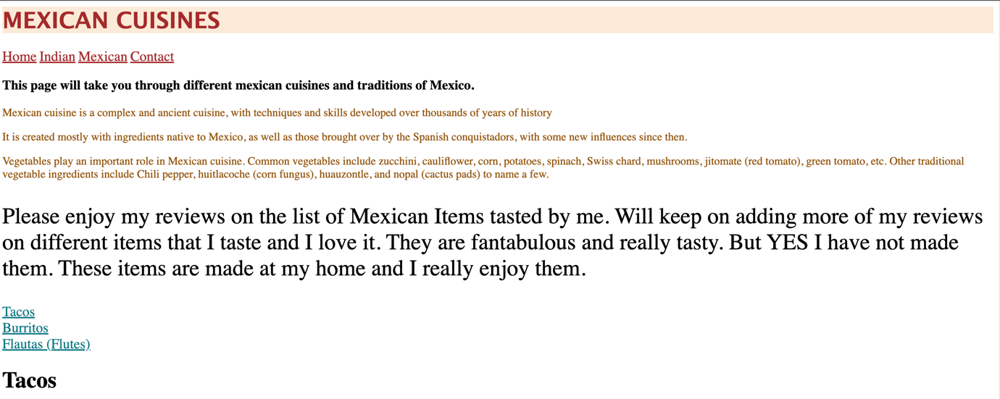 MEXICAN CUISINES
Home Indian Mexican Contact
This page will take you through different mexican cuisines and traditions of Mexico.
Mexican cuisine is a complex and ancient cuisine, with techniques and skills developed over thousands of years of history
It is created mostly with ingredients native to Mexico, as well as those brought over by the Spanish conquistadors, with some new influences since then.
Vegetables play an important role in Mexican cuisine. Common vegetables include zucchini, cauliflower, corn, potatoes, spinach, Swiss chard, mushrooms, jitomate (red tomato), green tomato, etc. Other traditional
vegetable ingredients include Chili pepper, huitlacoche (corn fungus), huauzontle, and nopal (cactus pads) to name a few.
Please enjoy my reviews on the list of Mexican Items tasted by me. Will keep on adding more of my reviews
on different items that I taste and I love it. They are fantabulous and really tasty. But YES I have not made
them. These items are made at my home and I really enjoy them.
Tacos
Burritos
Flautas (Flutes)
Tacos